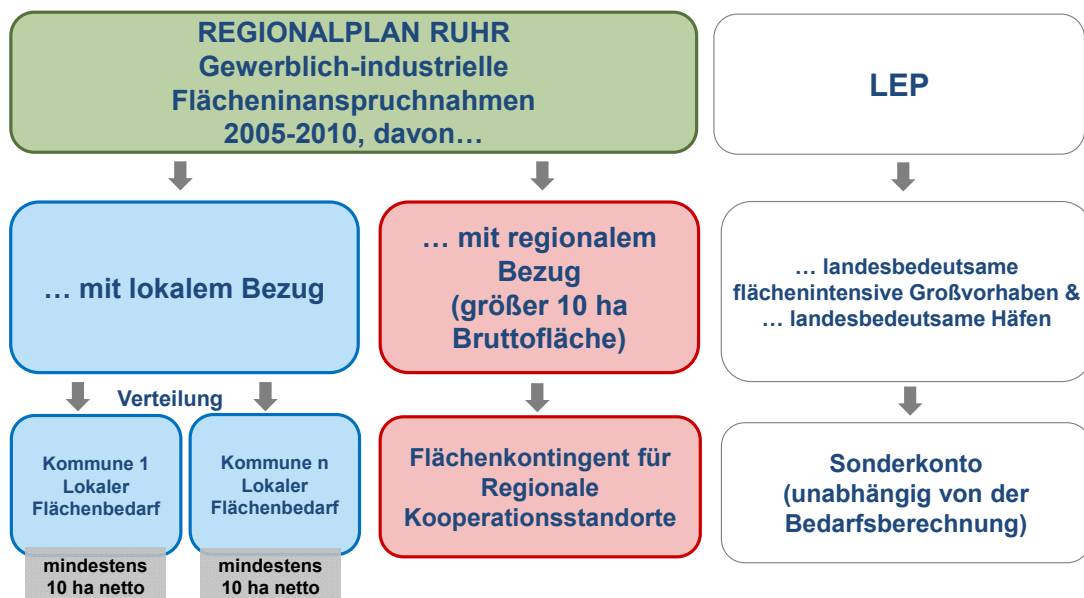 REGIONALPLAN RUHR
Gewerblich-industrielle
Flächeninanspruchnahmen
2005-2010, davon…
LEP
… mit lokalem Bezug
… mit regionalem
Bezug
(größer 10 ha
Bruttofläche)
… landesbedeutsame
flächenintensive Großvorhaben &
… landesbedeutsame Häfen
Verteilung
Kommune 1
Lokaler
Flächenbedarf
mindestens
10 ha netto
Kommune n
Lokaler
Flächenbedarf
mindestens
10 ha netto
Flächenkontingent für
Regionale
Kooperationsstandorte
Sonderkonto
(unabhängig von der
Bedarfsberechnung)